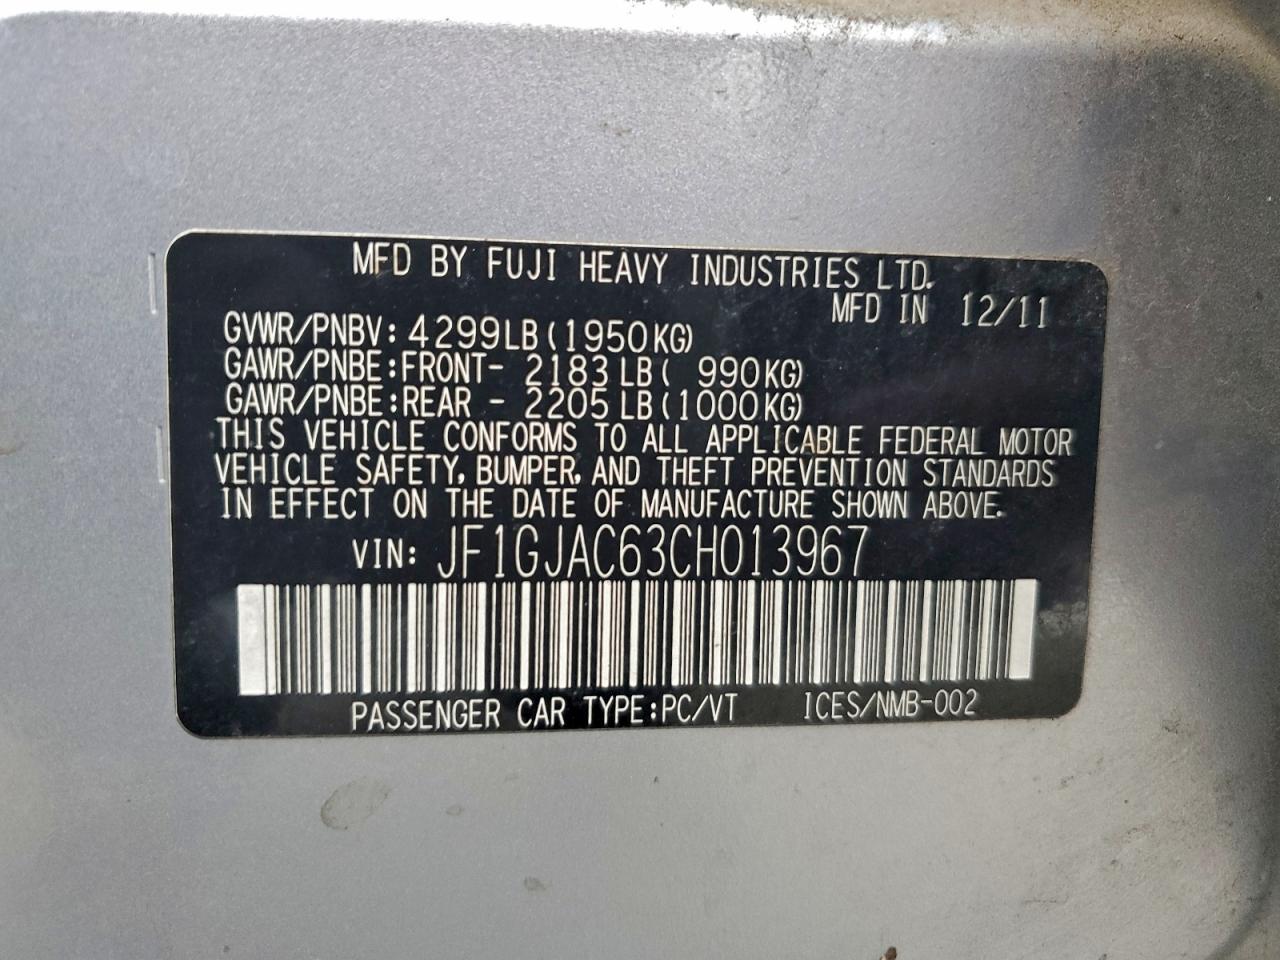 MFD BY FUJI HEAVY INDUSTRIES LTD.
MFD IN 12/11
GVWR/PNBV: 4299LB(1950KG)
GAWR/PNBE:FRONT- 2183LB( 990KG)
GAWR/PNBE:REAR - 2205LB(1000KG)
THIS VEHICLE CONFORMS TO ALL APPLICABLE FEDERAL MOTOR
VEHICLE SAFETY, BUMPER, AND THEFT PREVENTION STANDARDS
IN EFFECT ON THE DATE OF MANUFACTURE SHOWN ABOVE.
VIN: JF1GJAC63CH013967
PASSENGER CAR TYPE:PC/VT ICES/NMB-002